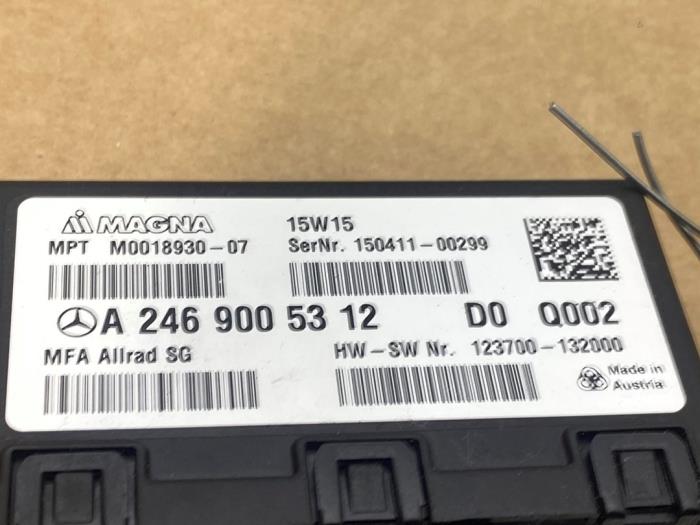 MAGNA 15W15
MPT M0018930-07 SerNr. 150411-00299
A 246 900 53 12 D0 Q002
MFA Allrad SG HW-SW Nr. 123700-132000
Made in
Austria